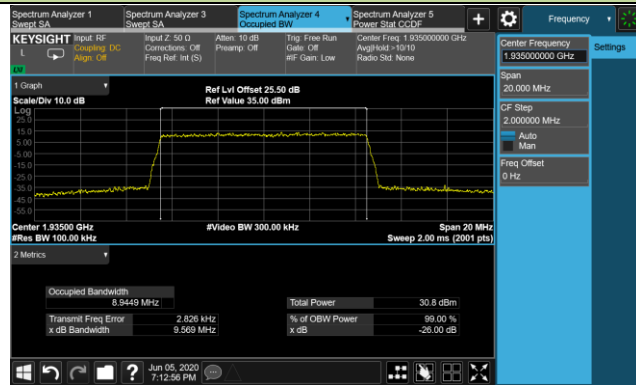 Spectrum Analyzer 1
Swept SA
Spectrum Analyzer 3
Swept SA
Spectrum Analyzer 4
Occupied BW
Spectrum Analyzer 5
Power Stat CCDF
Frequency
KEYSIGHT
L
Input: RF
Coupling: DC
Align: Off
Input Z: 50 Ω
Corrections: Off
Freq Ref: Int (S)
Atten: 10 dB
Preamp: Off
Trig: Free Run
Gate: Off
#IF Gain: Low
Center Freq: 1.935000000 GHz
Avg|Hold:>10/10
Radio Std: None
Center Frequency
1.935000000 GHz
Settings
Span
20.000 MHz
CF Step
2.000000 MHz
Auto
Man
Freq Offset
0 Hz
1 Graph
Scale/Div 10.0 dB
Ref Lvl Offset 25.50 dB
Ref Value 35.00 dBm
Log
25.0
15.0
5.00
-5.00
-15.0
-25.0
-35.0
-45.0
-55.0
Center 1.93500 GHz
#Res BW 100.00 kHz
#Video BW 300.00 kHz
Span 20 MHz
Sweep 2.00 ms (2001 pts)
2 Metrics
Occupied Bandwidth
8.9449 MHz
Transmit Freq Error 2.826 kHz
x dB Bandwidth 9.569 MHz
Total Power 30.8 dBm
% of OBW Power 99.00 %
x dB -26.00 dB
?
Jun 05, 2020
7:12:56 PM